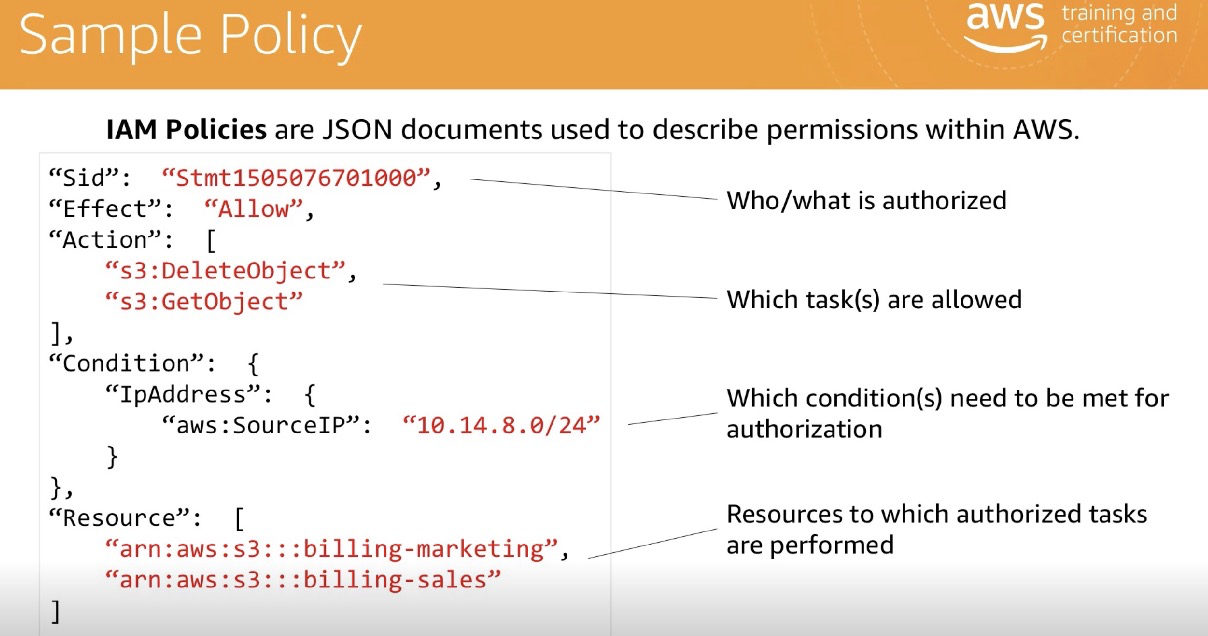 Sample Policy
aws training and certification
IAM Policies are JSON documents used to describe permissions within AWS.
“Sid”: “Stmt1505076701000”,
“Effect”: “Allow”,
“Action”: [
“s3:DeleteObject”,
“s3:GetObject”
],
“Condition”: {
“IpAddress”: {
“aws:SourceIP”: “10.14.8.0/24”
}
},
“Resource”: [
“arn:aws:s3:::billing-marketing”,
“arn:aws:s3:::billing-sales”
]
Who/what is authorized
Which task(s) are allowed
Which condition(s) need to be met for
authorization
Resources to which authorized tasks
are performed